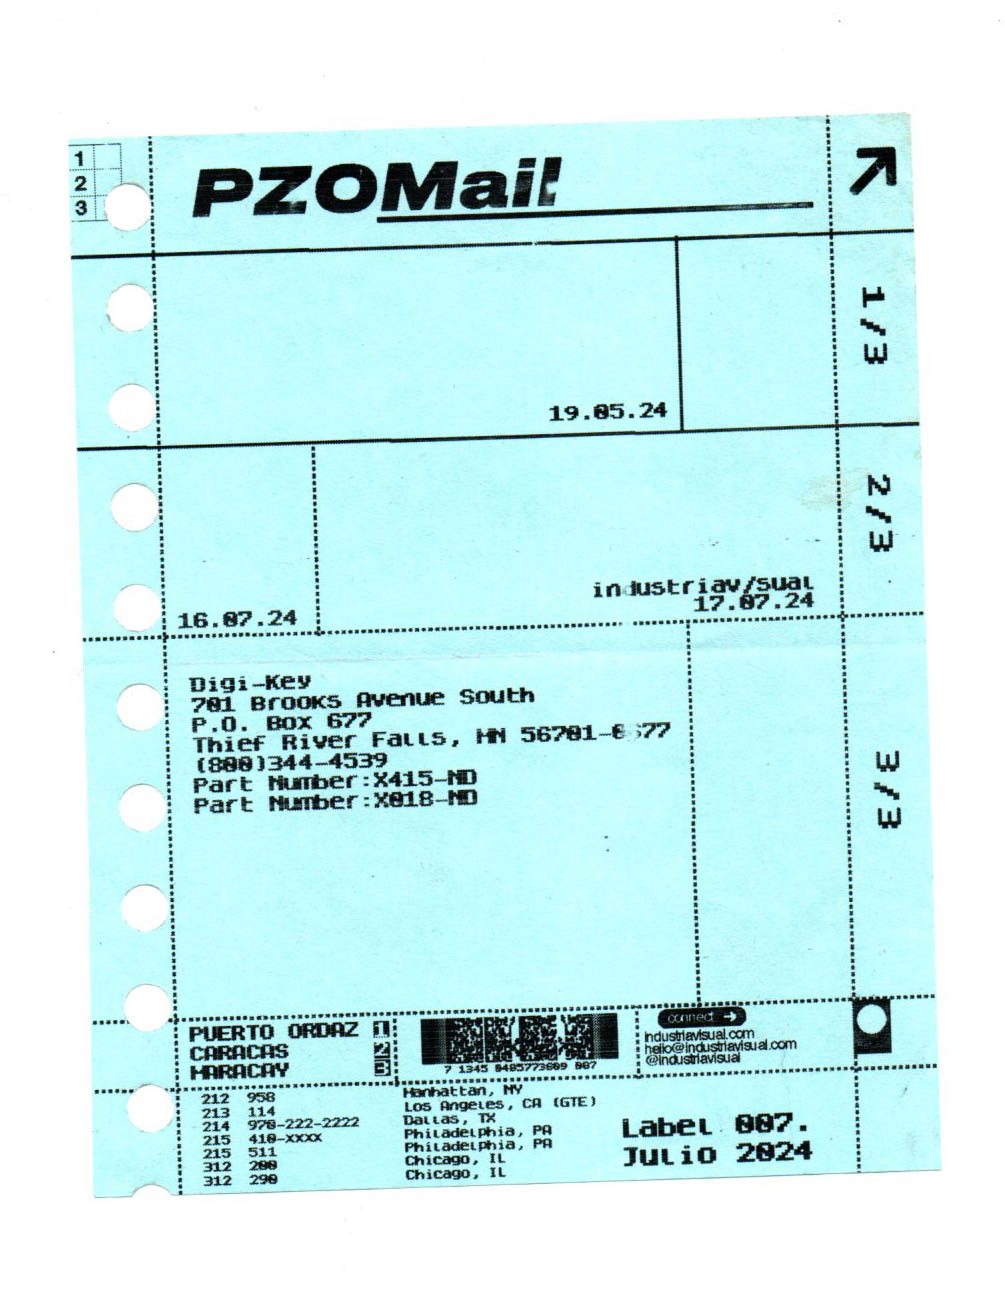 1
2
3
PZOMail
1/3
19.05.24
2/3
industriav/sual
16.07.24
17.07.24
Digi-Key
701 Brooks Avenue South
P.O. Box 677
Thief River Falls, MN 56701-0677
(800)344-4539
Part Number:X415-ND
Part Number:X018-ND
3/3
PUERTO ORDAZ 1
CARACAS 2
MARACAY 3
7 1345 0485773609 007
connect →
industriavisual.com
hello@industriavisual.com
@industriavisual
212 958 Manhattan, NY
213 114 Los Angeles, CA (GTE)
214 970-222-2222 Dallas, TX
215 410-xxxx Philadelphia, PA
215 511 Philadelphia, PA
312 200 Chicago, IL
312 290 Chicago, IL
Label 007.
Julio 2024